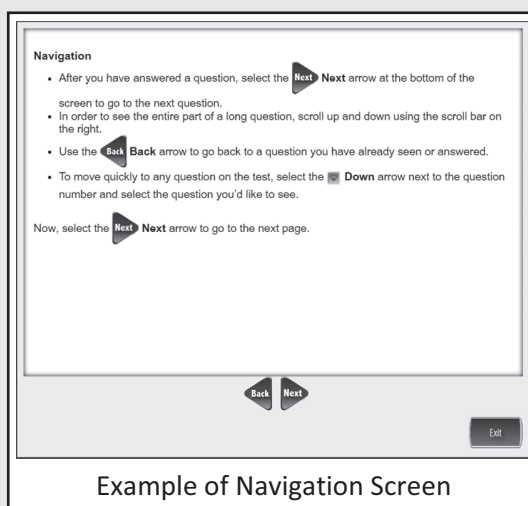 Navigation
• After you have answered a question, select the Next Next arrow at the bottom of the
screen to go to the next question.
• In order to see the entire part of a long question, scroll up and down using the scroll bar on
the right.
• Use the Back Back arrow to go back to a question you have already seen or answered.
• To move quickly to any question on the test, select the Down arrow next to the question
number and select the question you'd like to see.
Now, select the Next Next arrow to go to the next page.
Back Next
Exit
Example of Navigation Screen